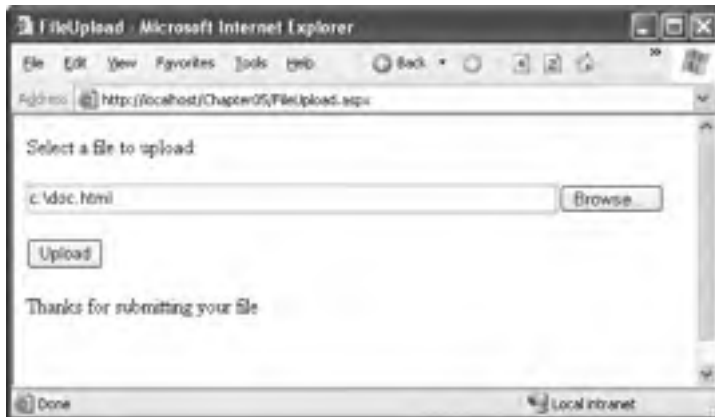 FileUpload - Microsoft Internet Explorer
File Edit View Favorites Tools Help Back »
Address http://localhost/Chapter05/FileUpload.aspx
Select a file to upload
c:\doc.html Browse...
Upload
Thanks for submitting your file
Done Local intranet